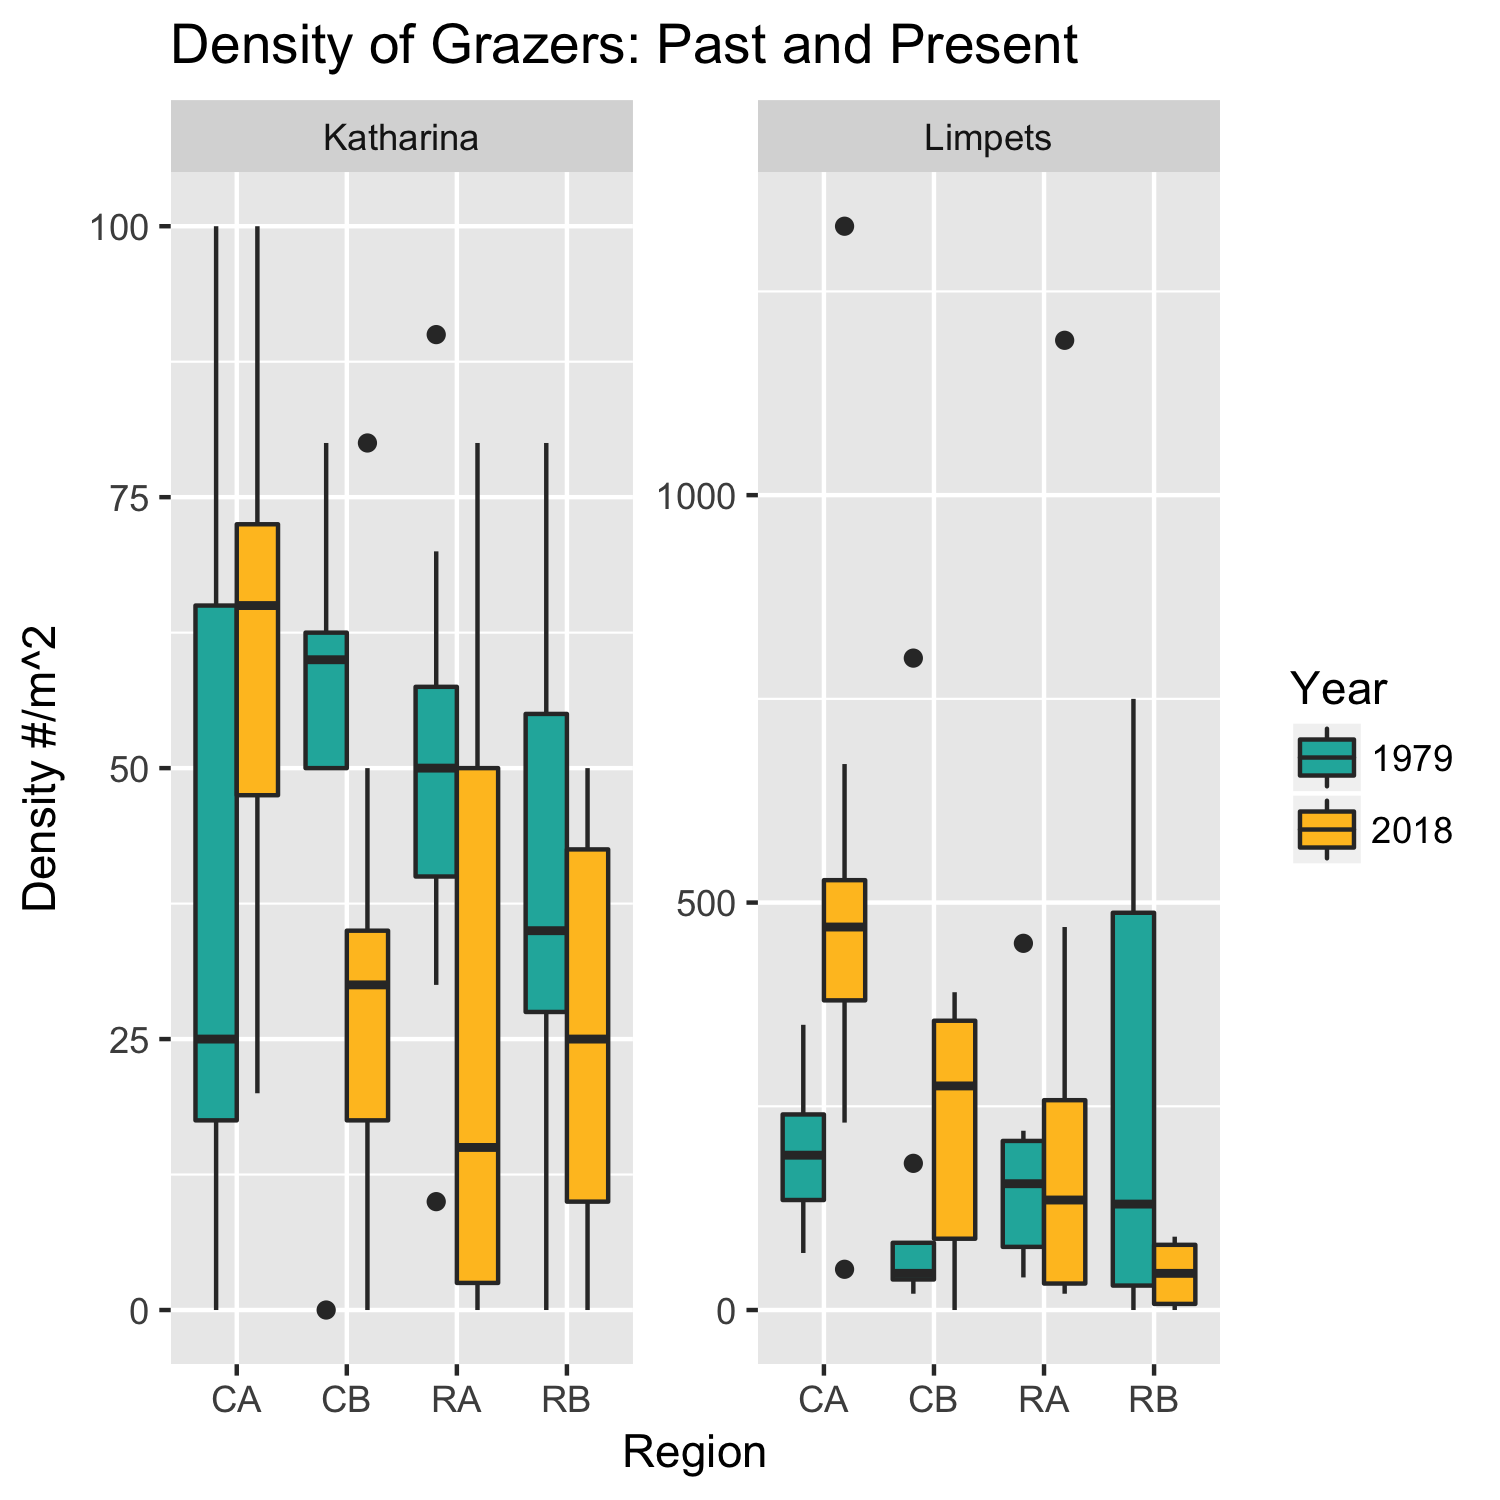 Density of Grazers: Past and Present
Katharina
Limpets
Density #/m^2
100
75
50
25
0
1000
500
0
CA CB RA RB
CA CB RA RB
Region
Year
1979
2018